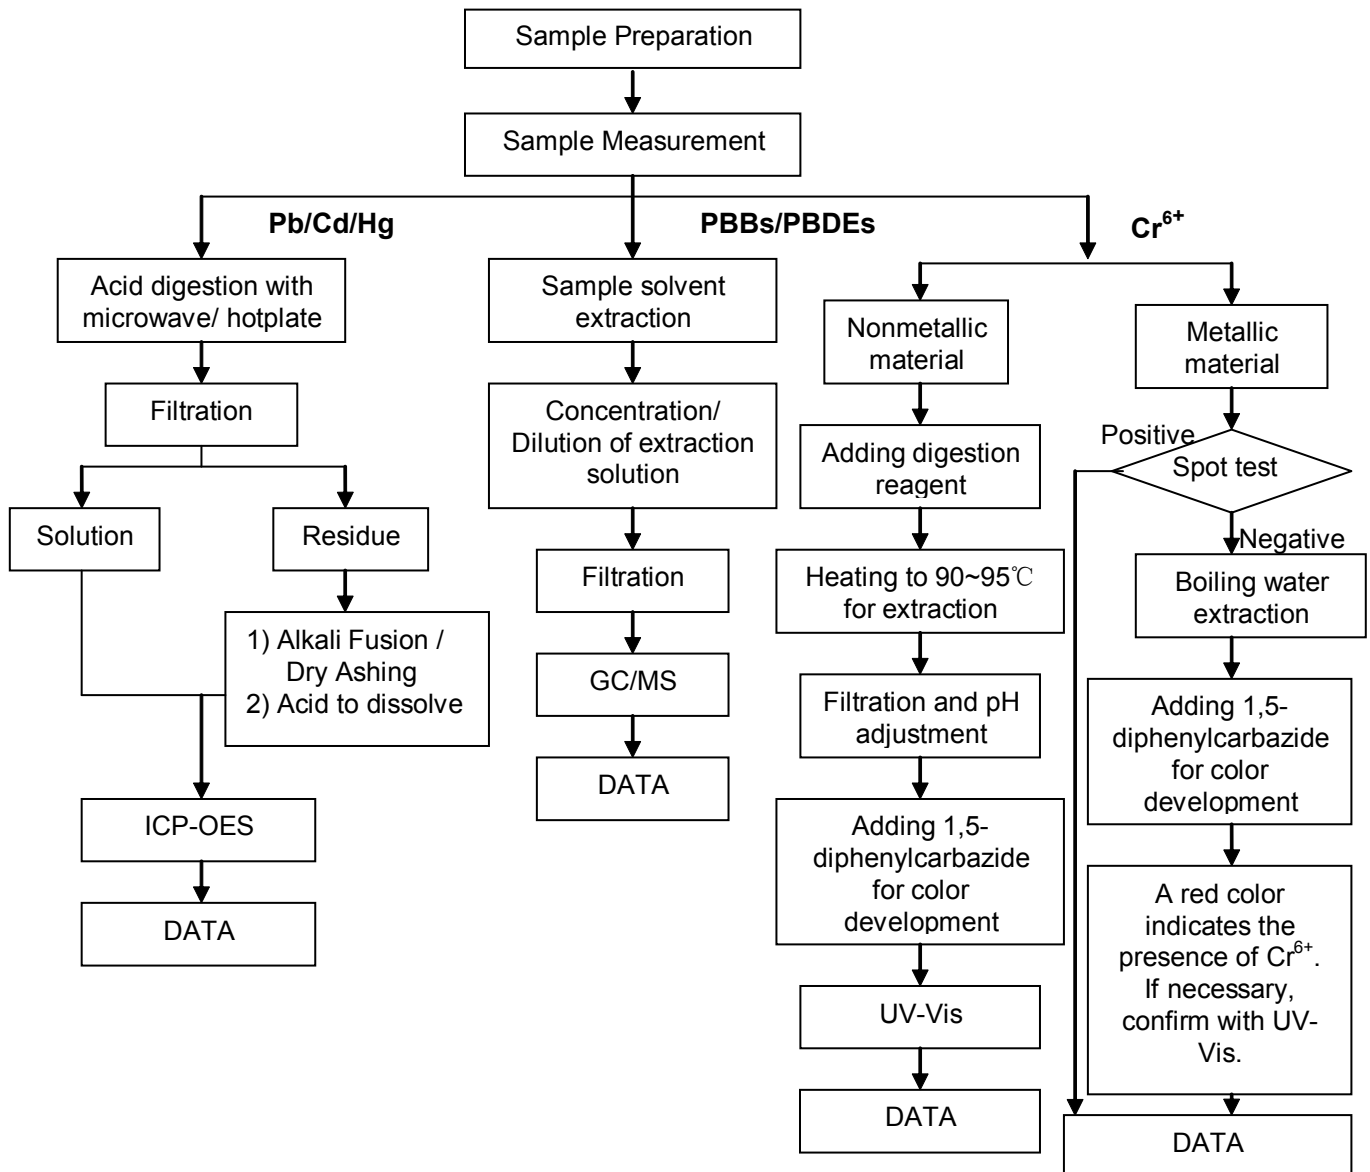 Sample Preparation
Sample Measurement
Pb/Cd/Hg
PBBs/PBDEs
Cr⁶⁺
Acid digestion with
microwave/ hotplate
Filtration
Solution
Residue
1) Alkali Fusion /
Dry Ashing
2) Acid to dissolve
ICP-OES
DATA
Sample solvent
extraction
Concentration/
Dilution of extraction
solution
Filtration
GC/MS
DATA
Nonmetallic
material
Adding digestion
reagent
Heating to 90~95℃
for extraction
Filtration and pH
adjustment
Adding 1,5-
diphenylcarbazide
for color
development
UV-Vis
DATA
Metallic
material
Positive
Spot test
Negative
Boiling water
extraction
Adding 1,5-
diphenylcarbazide
for color
development
A red color
indicates the
presence of Cr⁶⁺.
If necessary,
confirm with UV-
Vis.
DATA